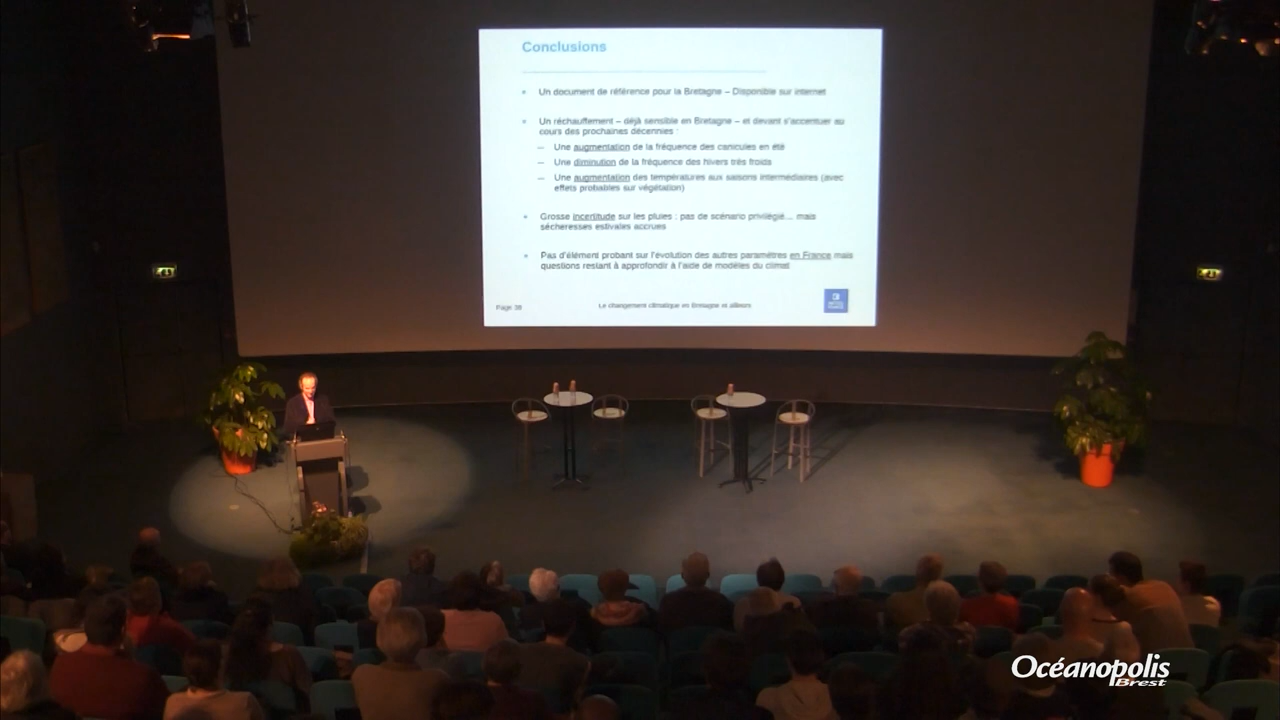 Conclusions
Un document de référence pour la Bretagne – Disponible sur internet
Un réchauffement – déjà sensible en Bretagne – et devant s'accentuer au
cours des prochaines décennies :
– Une augmentation de la fréquence des canicules en été
– Une diminution de la fréquence des hivers très froids
– Une augmentation des températures aux saisons intermédiaires (avec
effets probables sur végétation)
Grosse incertitude sur les pluies : pas de scénario privilégié... mais
sécheresses estivales accrues
Pas d'élément probant sur l'évolution des autres paramètres en France mais
questions restant à approfondir à l'aide de modèles du climat
Page 38
Le changement climatique en Bretagne et ailleurs
METEO FRANCE
Océanopolis
Brest